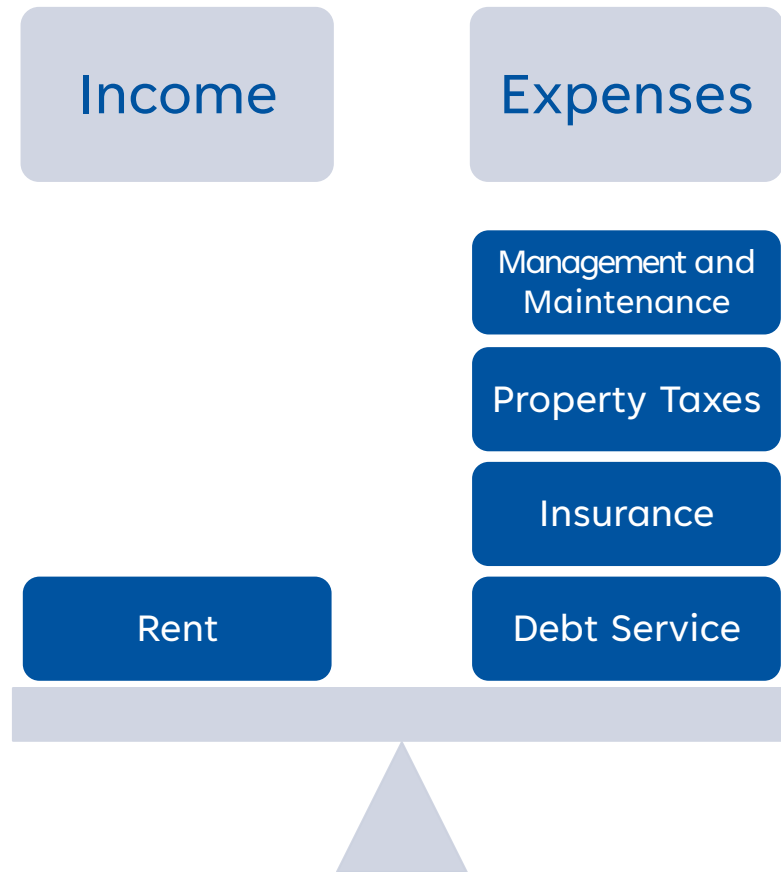 Income
Expenses
Management and
Maintenance
Property Taxes
Insurance
Rent
Debt Service